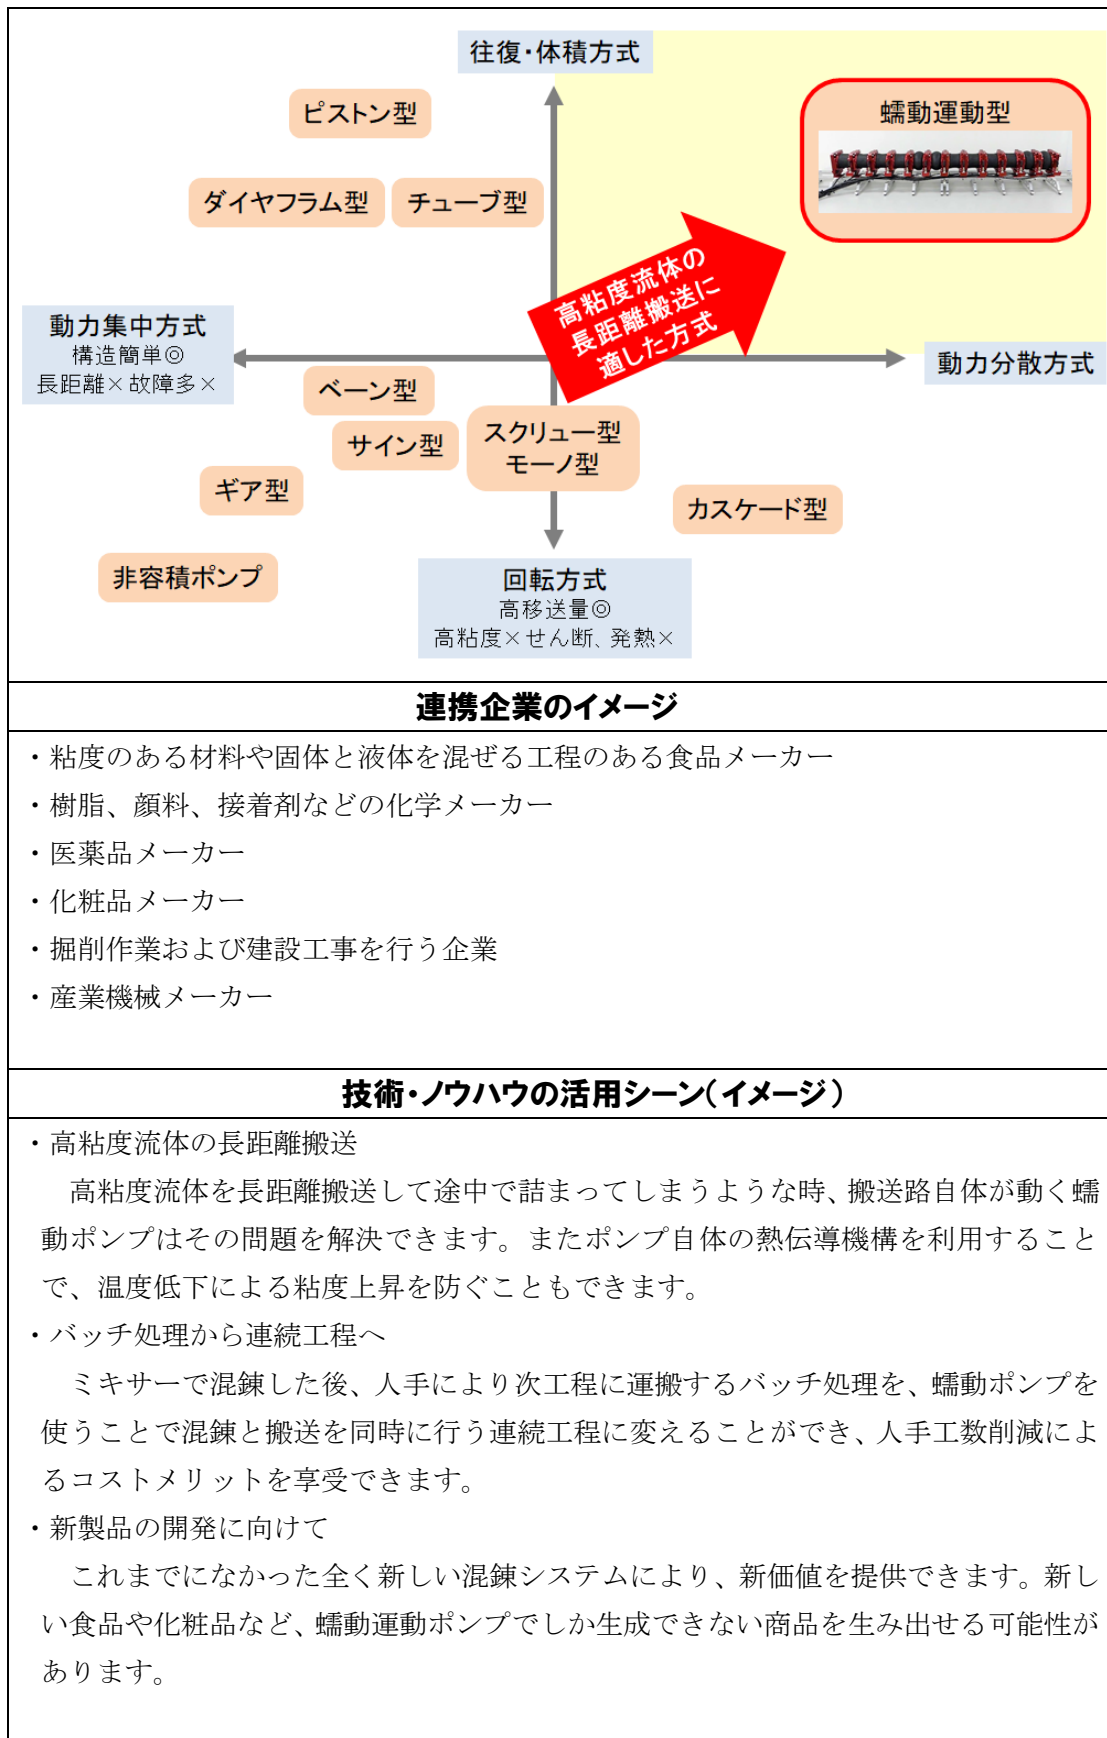 往復・体積方式
ピストン型
蠕動運動型
ダイヤフラム型
チューブ型
高粘度流体の
長距離搬送に
適した方式
動力集中方式
構造簡単◎
長距離×故障多×
動力分散方式
ベーン型
サイン型
スクリュー型
モーノ型
ギア型
カスケード型
非容積ポンプ
回転方式
高移送量◎
高粘度×せん断、発熱×
連携企業のイメージ
・粘度のある材料や固体と液体を混ぜる工程のある食品メーカー
・樹脂、顔料、接着剤などの化学メーカー
・医薬品メーカー
・化粧品メーカー
・掘削作業および建設工事を行う企業
・産業機械メーカー
技術・ノウハウの活用シーン(イメージ)
・高粘度流体の長距離搬送
高粘度流体を長距離搬送して途中で詰まってしまうような時、搬送路自体が動く蠕
動ポンプはその問題を解決できます。またポンプ自体の熱伝導機構を利用すること
で、温度低下による粘度上昇を防ぐこともできます。
・バッチ処理から連続工程へ
ミキサーで混錬した後、人手により次工程に運搬するバッチ処理を、蠕動ポンプを
使うことで混錬と搬送を同時に行う連続工程に変えることができ、人手工数削減によ
るコストメリットを享受できます。
・新製品の開発に向けて
これまでになかった全く新しい混錬システムにより、新価値を提供できます。新し
い食品や化粧品など、蠕動運動ポンプでしか生成できない商品を生み出せる可能性が
あります。